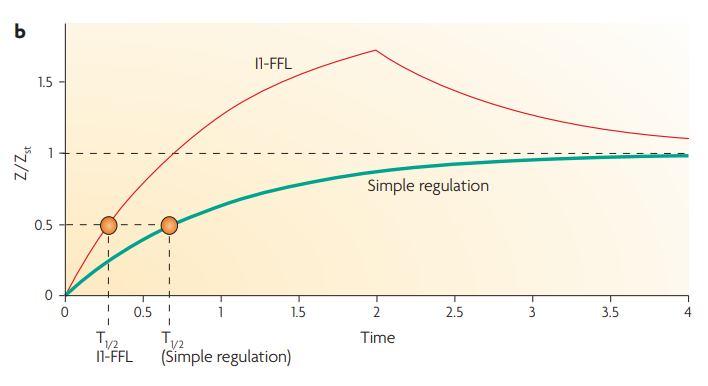 b
I1-FFL
1.5
1
Z/Zst
Simple regulation
0.5
0
0 0.5 1 1.5 2 2.5 3 3.5 4
T1/2 T1/2 Time
I1-FFL (Simple regulation)